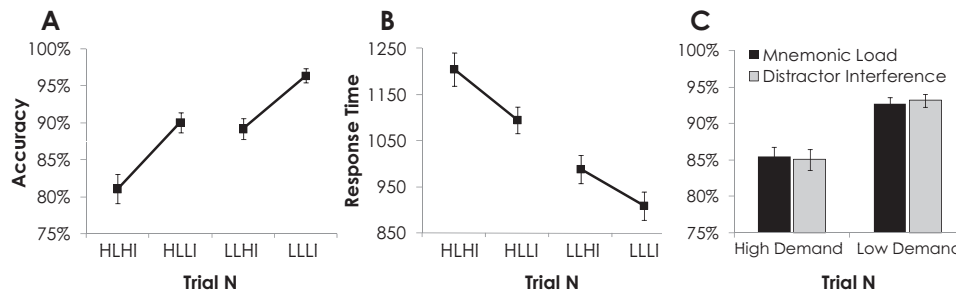 A
100%
95%
90%
85%
80%
75%
Accuracy
HLHI HLLI LLHI LLLI
Trial N
B
1250
1150
1050
950
850
Response Time
HLHI HLLI LLHI LLLI
Trial N
C
100%
95%
90%
85%
80%
75%
Mnemonic Load
Distractor Interference
High Demand Low Demand
Trial N